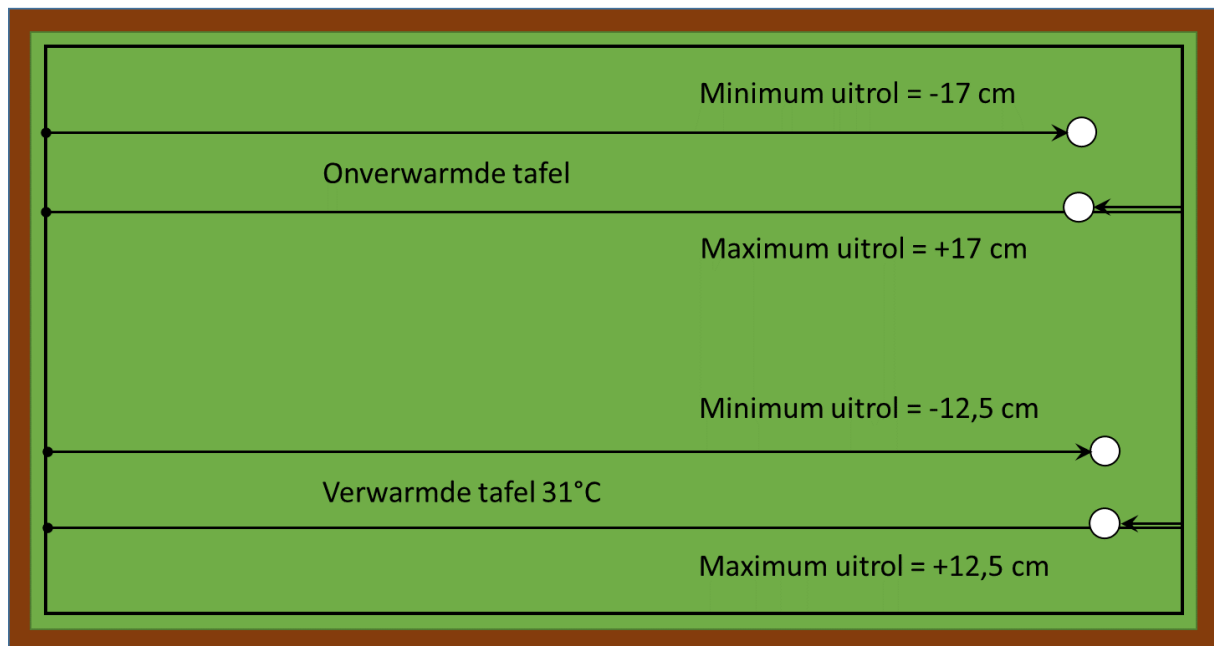 Minimum uitrol = -17 cm
Onverwarmde tafel
Maximum uitrol = +17 cm
Minimum uitrol = -12,5 cm
Verwarmde tafel 31°C
Maximum uitrol = +12,5 cm